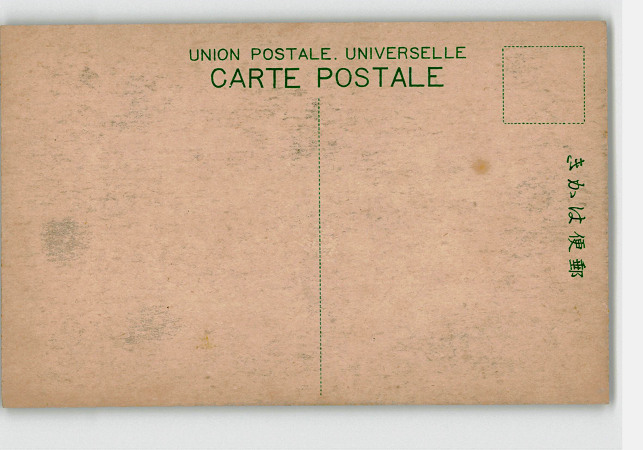 UNION POSTALE. UNIVERSELLE
CARTE POSTALE
きかは便郵